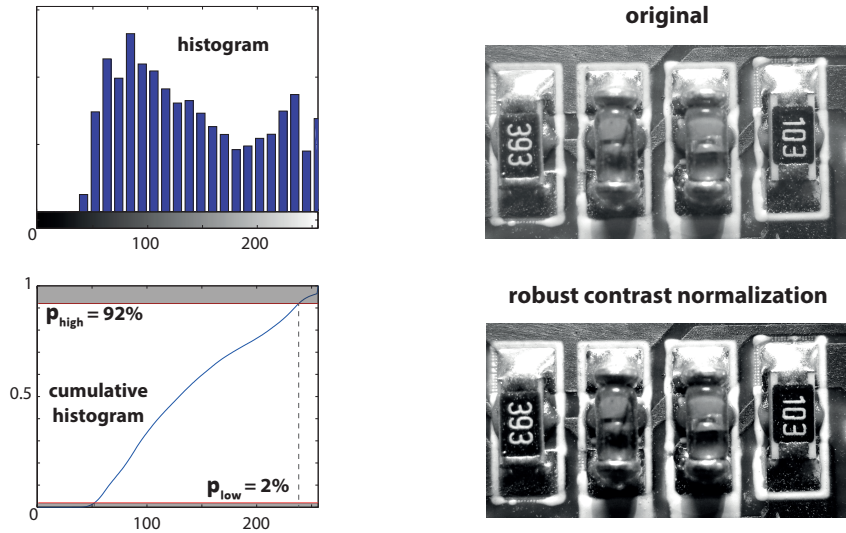 histogram
0
100
200
original
393
103
1
p_high = 92%
0.5
cumulative
histogram
p_low = 2%
0
0
100
200
robust contrast normalization
393
103